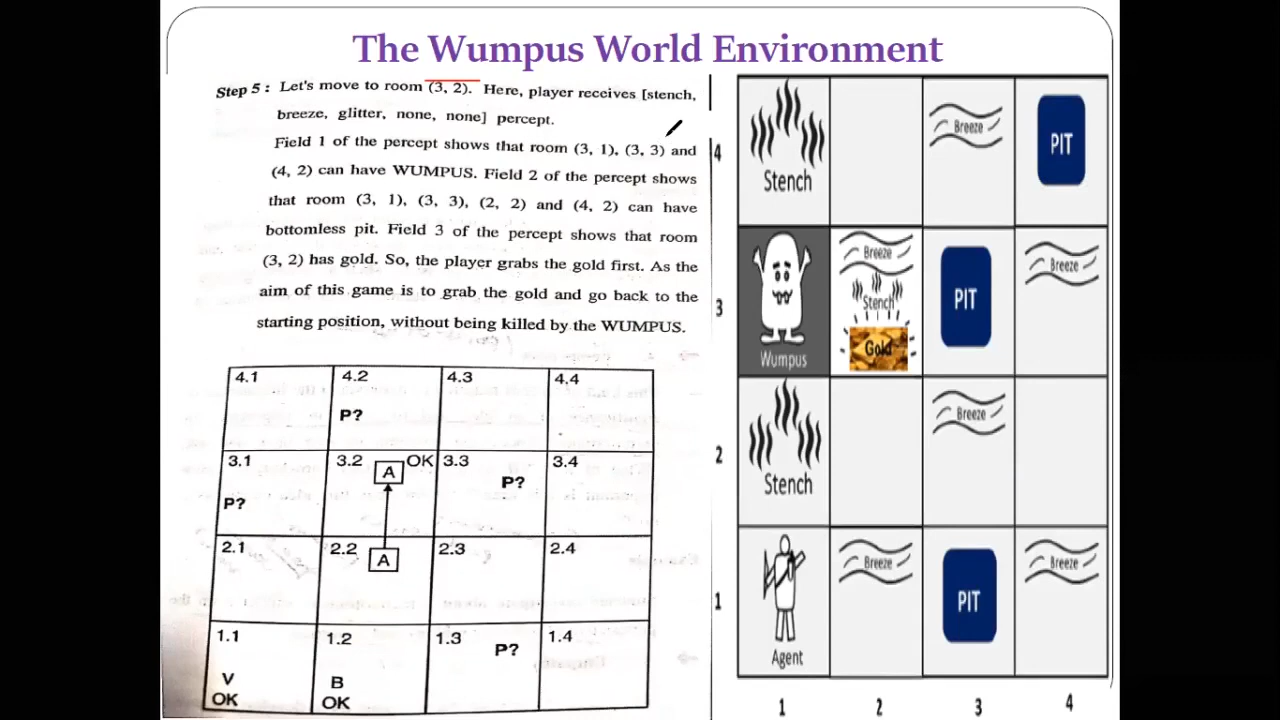 The Wumpus World Environment
Step 5 : Let's move to room (3, 2). Here, player receives [stench,
breeze, glitter, none, none] percept.
Field 1 of the percept shows that room (3, 1), (3, 3) and
(4, 2) can have WUMPUS. Field 2 of the percept shows
that room (3, 1), (3, 3), (2, 2) and (4, 2) can have
bottomless pit. Field 3 of the percept shows that room
(3, 2) has gold. So, the player grabs the gold first. As the
aim of this game is to grab the gold and go back to the
starting position, without being killed by the WUMPUS.
4.1 4.2 4.3 4.4
P?
3.1 3.2 A OK 3.3 3.4
P? P?
2.1 2.2 A 2.3 2.4
1.1 1.2 1.3 P? 1.4
V B
OK OK
4 Stench Breeze PIT
3 Wumpus Breeze Stench Gold PIT Breeze
2 Stench Breeze
1 Agent Breeze PIT Breeze
1 2 3 4